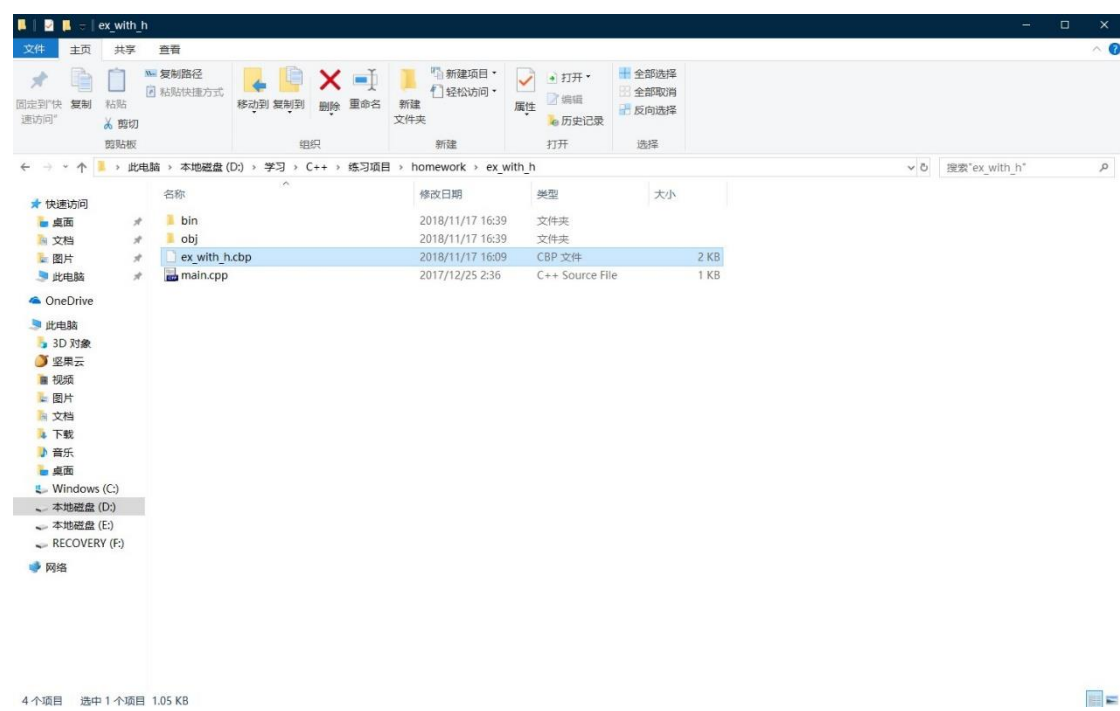 ex_with_h
文件 主页 共享 查看
固定到"快速访问"
复制
粘贴
复制路径
粘贴快捷方式
剪切
剪贴板
移动到
复制到
删除
重命名
组织
新建文件夹
新建项目
轻松访问
新建
属性
打开
编辑
历史记录
打开
全部选择
全部取消
反向选择
选择
此电脑 › 本地磁盘 (D:) › 学习 › C++ › 练习项目 › homework › ex_with_h
搜索"ex_with_h"
名称 修改日期 类型 大小
bin 2018/11/17 16:39 文件夹
obj 2018/11/17 16:39 文件夹
ex_with_h.cbp 2018/11/17 16:09 CBP 文件 2 KB
main.cpp 2017/12/25 2:36 C++ Source File 1 KB
快速访问
桌面
文档
图片
此电脑
OneDrive
此电脑
3D 对象
坚果云
视频
图片
文档
下载
音乐
桌面
Windows (C:)
本地磁盘 (D:)
本地磁盘 (E:)
RECOVERY (F:)
网络
4 个项目 选中 1 个项目 1.05 KB